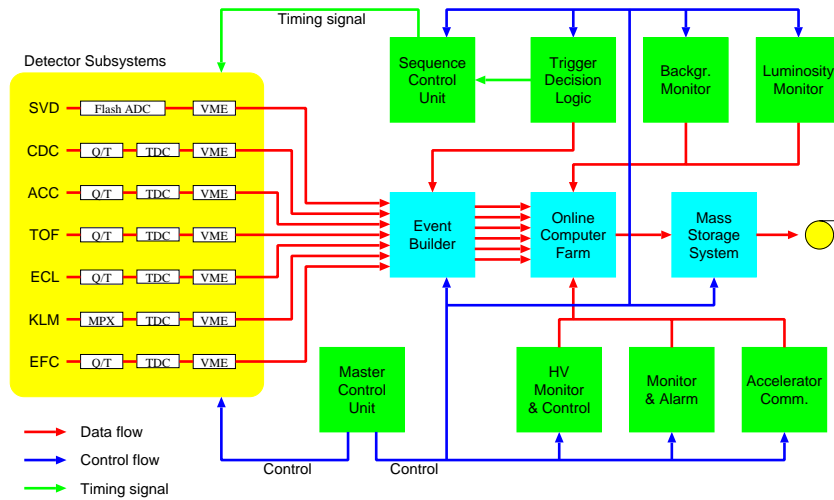 Timing signal
Detector Subsystems
Sequence
Control
Unit
Trigger
Decision
Logic
Backgr.
Monitor
Luminosity
Monitor
SVD Flash ADC VME
CDC Q/T TDC VME
ACC Q/T TDC VME
TOF Q/T TDC VME
ECL Q/T TDC VME
KLM MPX TDC VME
EFC Q/T TDC VME
Event
Builder
Online
Computer
Farm
Mass
Storage
System
Master
Control
Unit
HV
Monitor
& Control
Monitor
& Alarm
Accelerator
Comm.
Data flow
Control flow
Timing signal
Control
Control